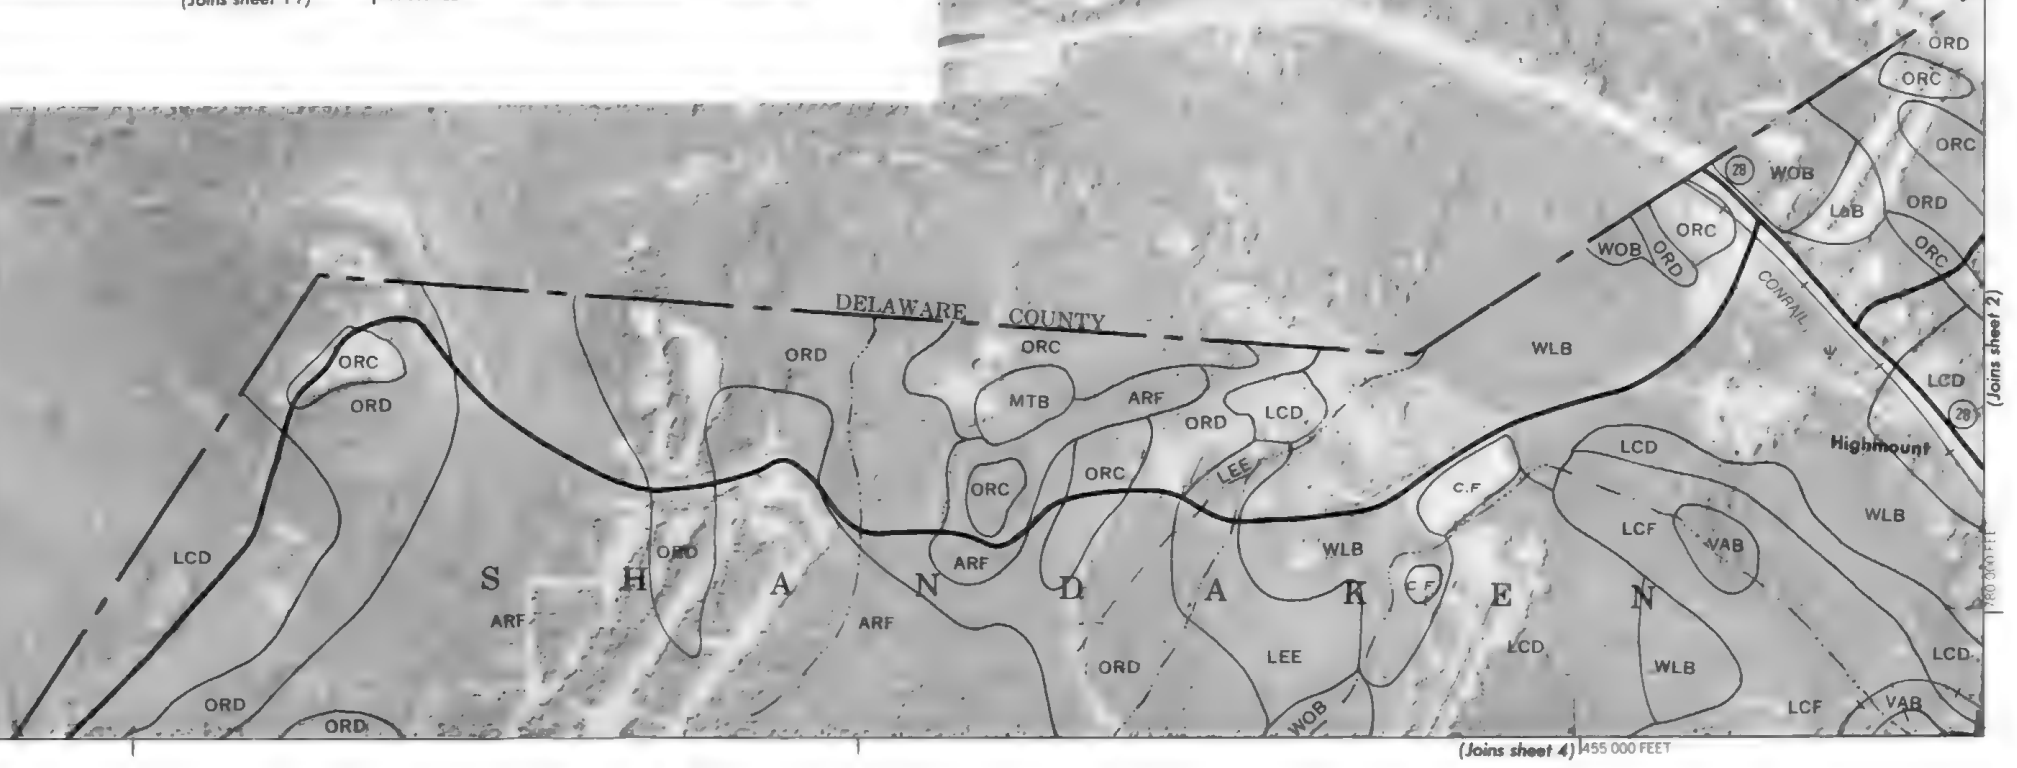 (Joins sheet 1-7)
ORD
ORC
ORC
28
WOB
ORD
LaB
ORC
WOB
ORD
ORC
CONRAIL
(Joins sheet 2)
DELAWARE COUNTY
ORD
ORC
WLB
ORC
ORD
MTB
ARF
ORD
LCD
LCD
28
Highmount
LCD
LEE
ORC
ORC
C.F
WLB
LCF
VAB
LCD
ORD
ARF
WLB
C F
S H A N D A K E N
ARF
ARF
ORD
LEE
LCD
WLB
LCD
ORD
ORD
WOB
LCF
VAB
(Joins sheet 4) 455 000 FEET